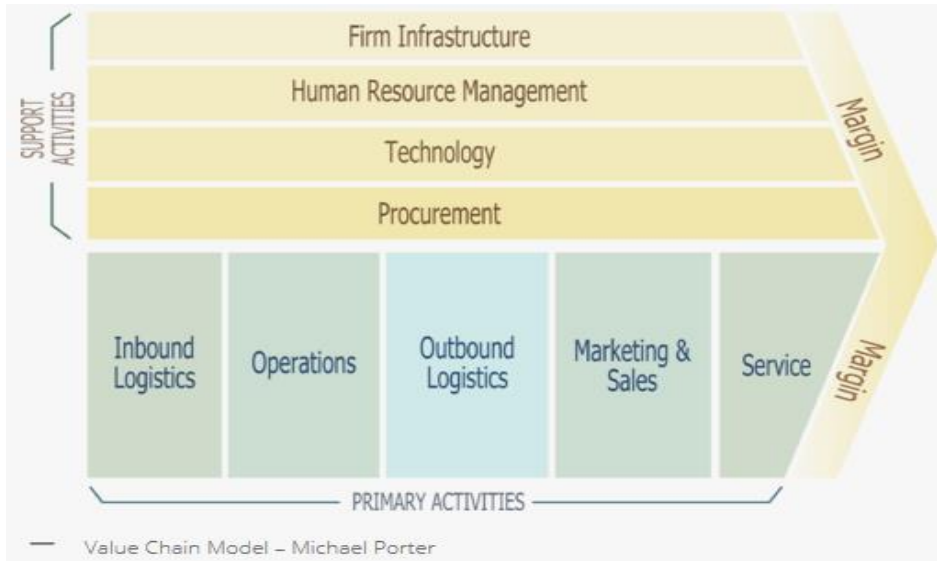 SUPPORT
ACTIVITIES
Firm Infrastructure
Human Resource Management
Technology
Procurement
Margin
Inbound
Logistics
Operations
Outbound
Logistics
Marketing &
Sales
Service
Margin
PRIMARY ACTIVITIES
— Value Chain Model – Michael Porter